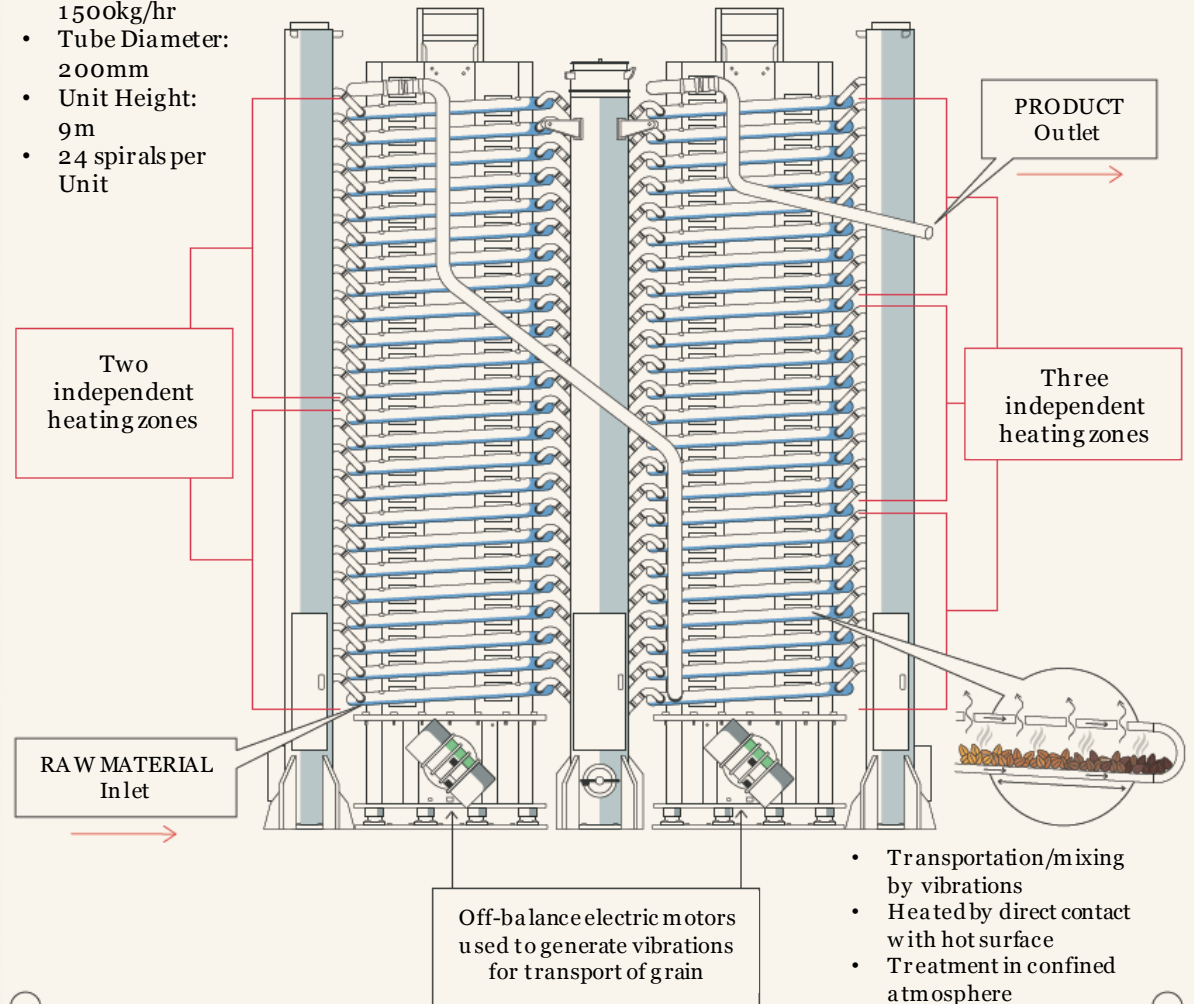 1500kg/hr
• Tube Diameter:
200mm
• Unit Height:
9m
• 24 spirals per
Unit
PRODUCT
Outlet
Two
independent
heating zones
Three
independent
heating zones
RAW MATERIAL
Inlet
Off-balance electric motors
used to generate vibrations
for transport of grain
• Transportation/mixing
by vibrations
• Heated by direct contact
with hot surface
• Treatment in confined
atmosphere